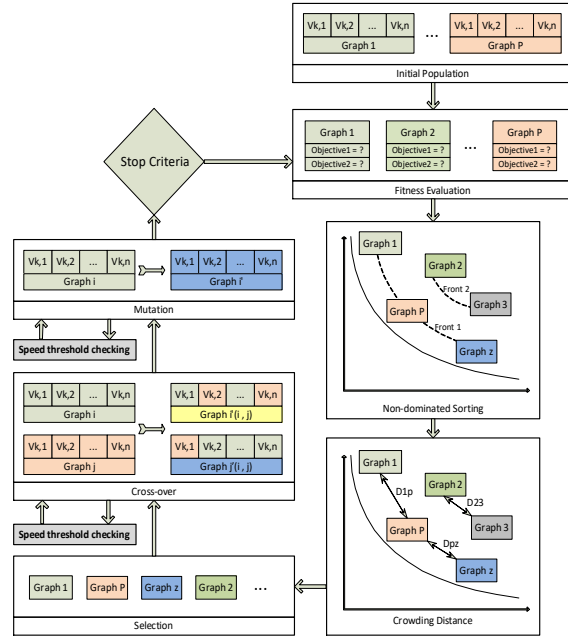 Vk,1 Vk,2 ... Vk,n
Graph 1
...
Vk,1 Vk,2 ... Vk,n
Graph P
Initial Population
Graph 1
Objective1 = ?
Objective2 = ?
Graph 2
Objective1 = ?
Objective2 = ?
...
Graph P
Objective1 = ?
Objective2 = ?
Fitness Evaluation
Graph 1
Graph 2
Front 2
Graph 3
Graph P
Front 1
Graph z
Non-dominated Sorting
Graph 1
D1p
Graph 2
D23
Graph 3
Graph P
Dpz
Graph z
Crowding Distance
Graph 1
Graph P
Graph z
Graph 2
...
Selection
Speed threshold checking
Vk,1 Vk,2 ... Vk,n
Graph i
Vk,1 Vk,2 ... Vk,n
Graph i'(i , j)
Vk,1 Vk,2 ... Vk,n
Graph j
Vk,1 Vk,2 ... Vk,n
Graph j'(i , j)
Cross-over
Speed threshold checking
Vk,1 Vk,2 ... Vk,n
Graph i
Vk,1 Vk,2 ... Vk,n
Graph i'
Mutation
Stop Criteria